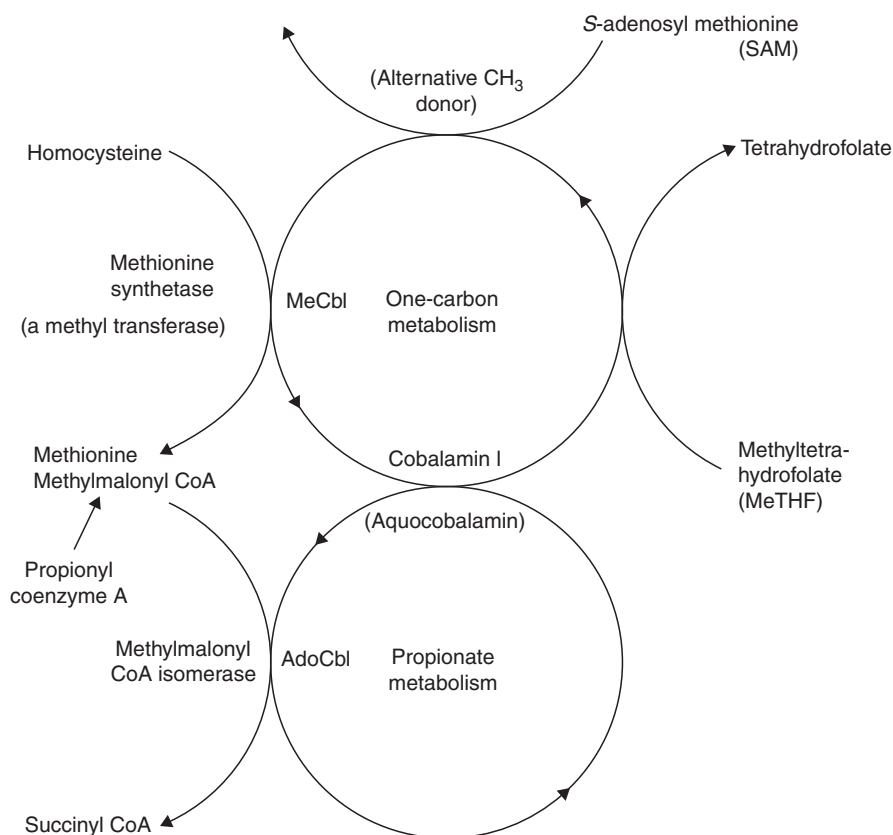 S-adenosyl methionine
(SAM)
(Alternative CH₃
donor)
Homocysteine
Tetrahydrofolate
Methionine
synthetase
(a methyl transferase)
MeCbl
One-carbon
metabolism
Methionine
Methylmalonyl CoA
Cobalamin I
Methyltetra-
hydrofolate
(MeTHF)
(Aquocobalamin)
Propionyl
coenzyme A
Methylmalonyl
CoA isomerase
AdoCbl
Propionate
metabolism
Succinyl CoA